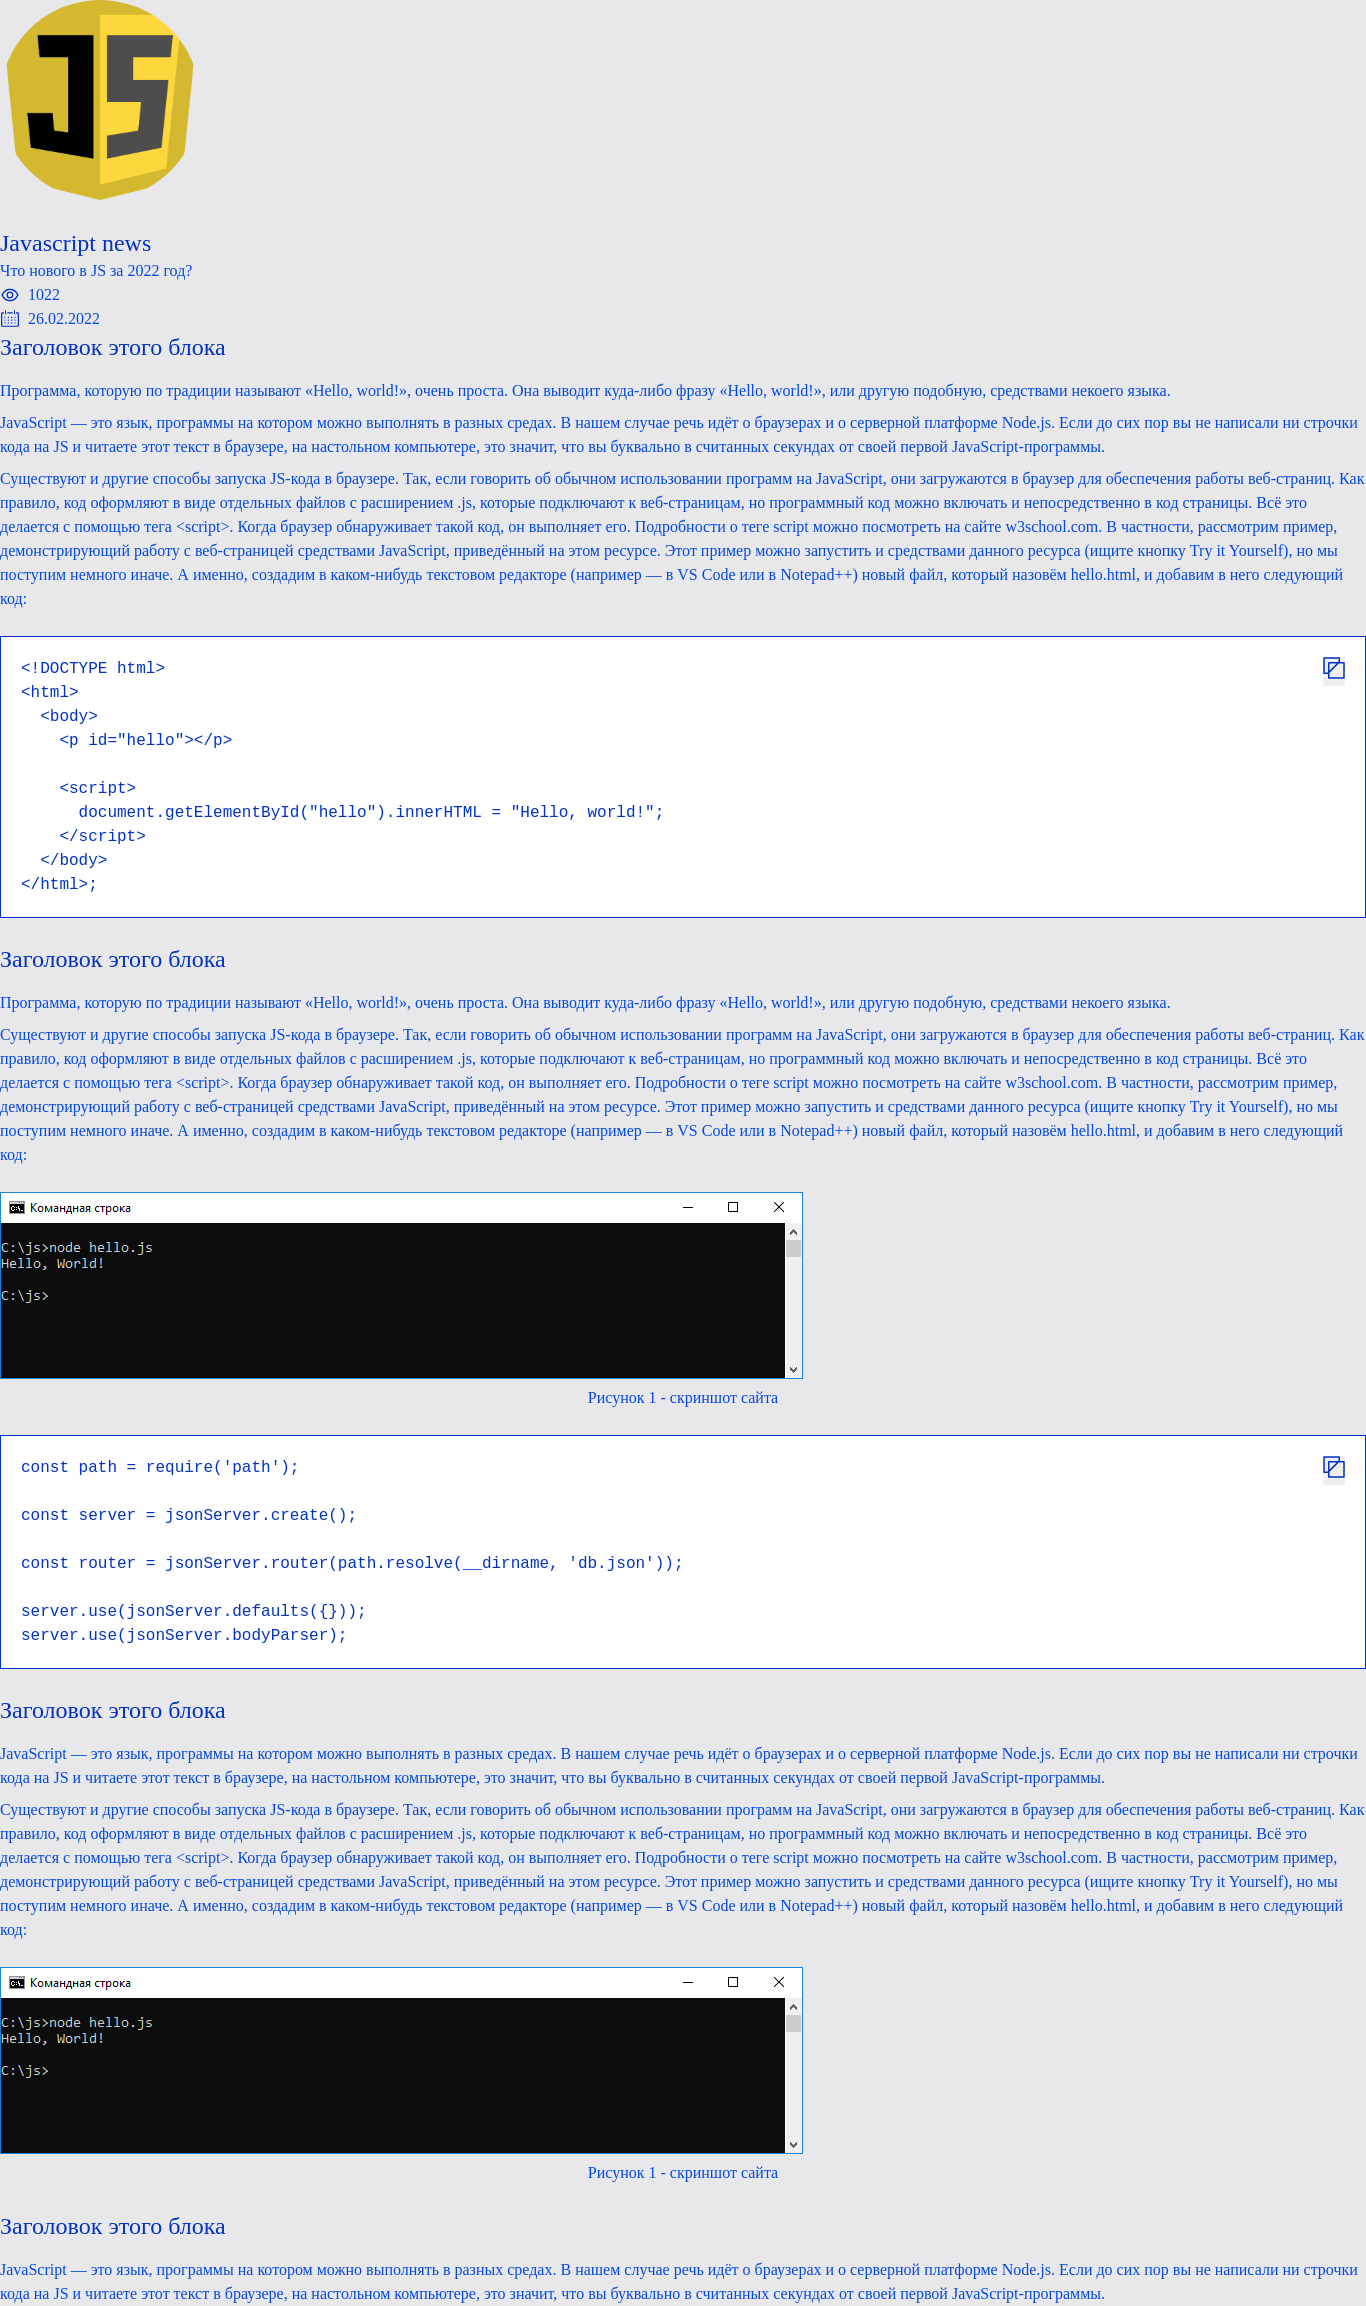 JS
Javascript news
Что нового в JS за 2022 год?
1022
26.02.2022
Заголовок этого блока
Программа, которую по традиции называют «Hello, world!», очень проста. Она выводит куда-либо фразу «Hello, world!», или другую подобную, средствами некоего языка.
JavaScript — это язык, программы на котором можно выполнять в разных средах. В нашем случае речь идёт о браузерах и о серверной платформе Node.js. Если до сих пор вы не написали ни строчки
кода на JS и читаете этот текст в браузере, на настольном компьютере, это значит, что вы буквально в считанных секундах от своей первой JavaScript-программы.
Существуют и другие способы запуска JS-кода в браузере. Так, если говорить об обычном использовании программ на JavaScript, они загружаются в браузер для обеспечения работы веб-страниц. Как
правило, код оформляют в виде отдельных файлов с расширением .js, которые подключают к веб-страницам, но программный код можно включать и непосредственно в код страницы. Всё это
делается с помощью тега <script>. Когда браузер обнаруживает такой код, он выполняет его. Подробности о теге script можно посмотреть на сайте w3school.com. В частности, рассмотрим пример,
демонстрирующий работу с веб-страницей средствами JavaScript, приведённый на этом ресурсе. Этот пример можно запустить и средствами данного ресурса (ищите кнопку Try it Yourself), но мы
поступим немного иначе. А именно, создадим в каком-нибудь текстовом редакторе (например — в VS Code или в Notepad++) новый файл, который назовём hello.html, и добавим в него следующий
код:
<!DOCTYPE html>
<html>
  <body>
    <p id="hello"></p>
    <script>
      document.getElementById("hello").innerHTML = "Hello, world!";
    </script>
  </body>
</html>;
Заголовок этого блока
Программа, которую по традиции называют «Hello, world!», очень проста. Она выводит куда-либо фразу «Hello, world!», или другую подобную, средствами некоего языка.
Существуют и другие способы запуска JS-кода в браузере. Так, если говорить об обычном использовании программ на JavaScript, они загружаются в браузер для обеспечения работы веб-страниц. Как
правило, код оформляют в виде отдельных файлов с расширением .js, которые подключают к веб-страницам, но программный код можно включать и непосредственно в код страницы. Всё это
делается с помощью тега <script>. Когда браузер обнаруживает такой код, он выполняет его. Подробности о теге script можно посмотреть на сайте w3school.com. В частности, рассмотрим пример,
демонстрирующий работу с веб-страницей средствами JavaScript, приведённый на этом ресурсе. Этот пример можно запустить и средствами данного ресурса (ищите кнопку Try it Yourself), но мы
поступим немного иначе. А именно, создадим в каком-нибудь текстовом редакторе (например — в VS Code или в Notepad++) новый файл, который назовём hello.html, и добавим в него следующий
код:
Командная строка
C:\js>node hello.js
Hello, World!
C:\js>
Рисунок 1 - скриншот сайта
const path = require('path');
const server = jsonServer.create();
const router = jsonServer.router(path.resolve(__dirname, 'db.json'));
server.use(jsonServer.defaults({}));
server.use(jsonServer.bodyParser);
Заголовок этого блока
JavaScript — это язык, программы на котором можно выполнять в разных средах. В нашем случае речь идёт о браузерах и о серверной платформе Node.js. Если до сих пор вы не написали ни строчки
кода на JS и читаете этот текст в браузере, на настольном компьютере, это значит, что вы буквально в считанных секундах от своей первой JavaScript-программы.
Существуют и другие способы запуска JS-кода в браузере. Так, если говорить об обычном использовании программ на JavaScript, они загружаются в браузер для обеспечения работы веб-страниц. Как
правило, код оформляют в виде отдельных файлов с расширением .js, которые подключают к веб-страницам, но программный код можно включать и непосредственно в код страницы. Всё это
делается с помощью тега <script>. Когда браузер обнаруживает такой код, он выполняет его. Подробности о теге script можно посмотреть на сайте w3school.com. В частности, рассмотрим пример,
демонстрирующий работу с веб-страницей средствами JavaScript, приведённый на этом ресурсе. Этот пример можно запустить и средствами данного ресурса (ищите кнопку Try it Yourself), но мы
поступим немного иначе. А именно, создадим в каком-нибудь текстовом редакторе (например — в VS Code или в Notepad++) новый файл, который назовём hello.html, и добавим в него следующий
код:
Командная строка
C:\js>node hello.js
Hello, World!
C:\js>
Рисунок 1 - скриншот сайта
Заголовок этого блока
JavaScript — это язык, программы на котором можно выполнять в разных средах. В нашем случае речь идёт о браузерах и о серверной платформе Node.js. Если до сих пор вы не написали ни строчки
кода на JS и читаете этот текст в браузере, на настольном компьютере, это значит, что вы буквально в считанных секундах от своей первой JavaScript-программы.